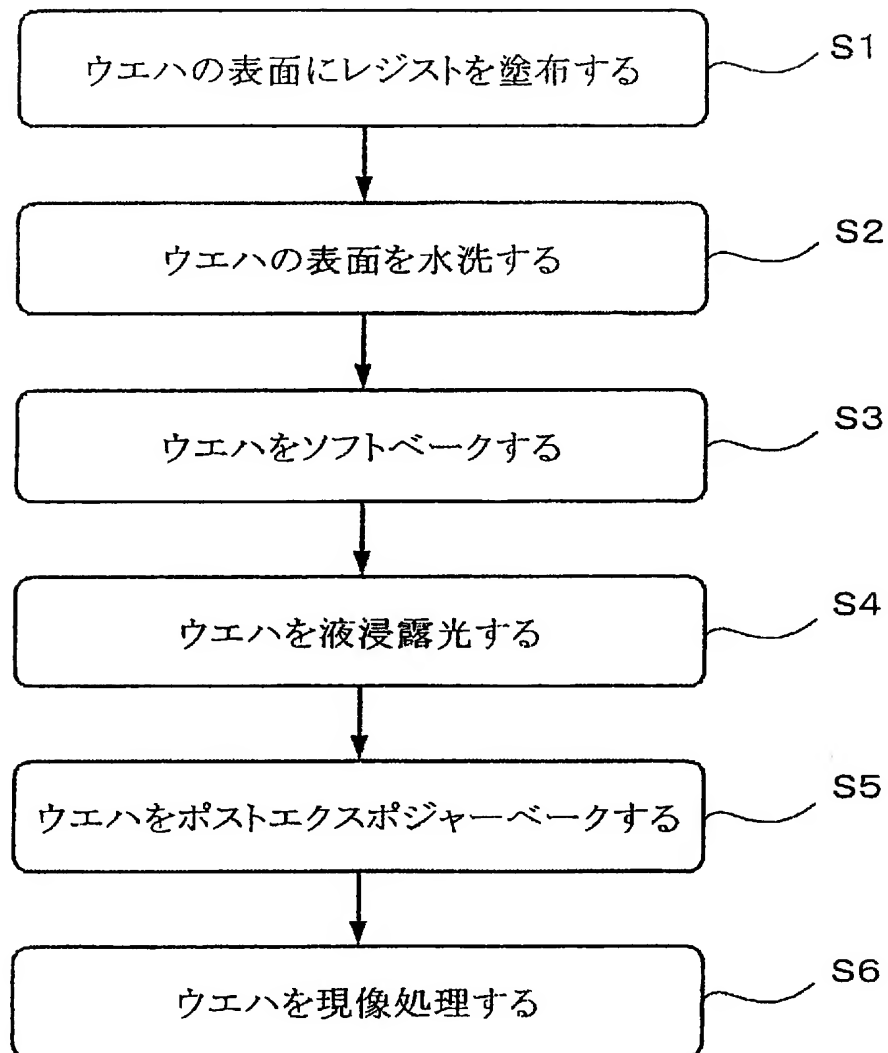 ウエハの表面にレジストを塗布する
S1
ウエハの表面を水洗する
S2
ウエハをソフトベークする
S3
ウエハを液浸露光する
S4
ウエハをポストエクスポジャーベークする
S5
ウエハを現像処理する
S6